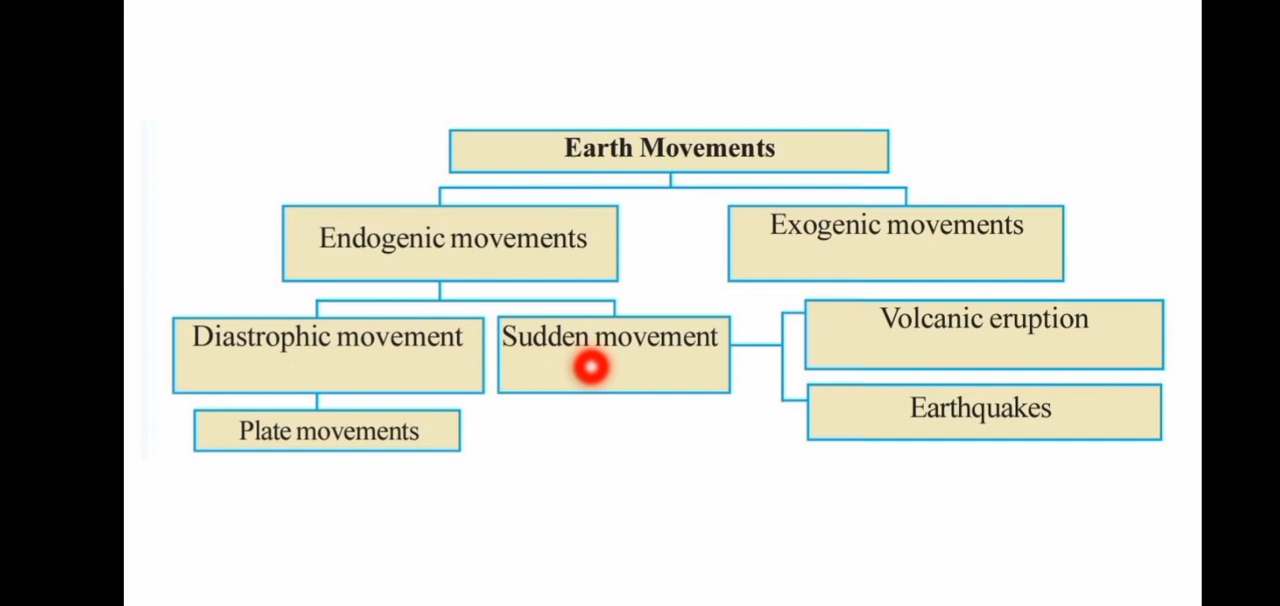 Earth Movements
Endogenic movements
Exogenic movements
Diastrophic movement
Sudden movement
Volcanic eruption
Earthquakes
Plate movements